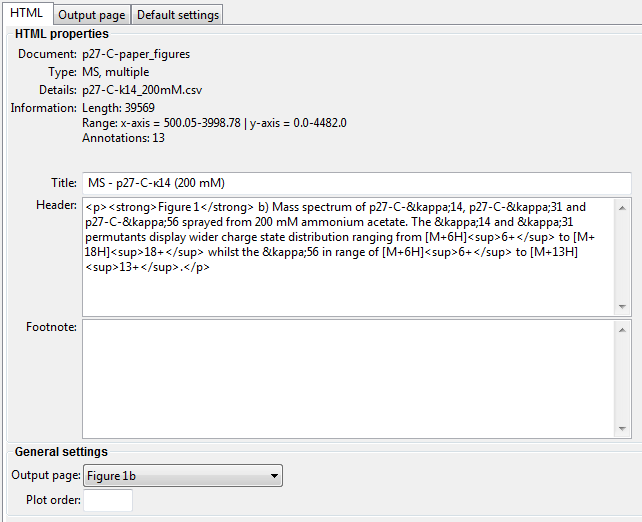 HTML Output page Default settings
HTML properties
Document: p27-C-paper_figures
Type: MS, multiple
Details: p27-C-k14_200mM.csv
Information: Length: 39569
Range: x-axis = 500.05-3998.78 | y-axis = 0.0-4482.0
Annotations: 13
Title: MS - p27-C-κ14 (200 mM)
Header: <p><strong>Figure 1</strong> b) Mass spectrum of p27-C-&kappa;14, p27-C-&kappa;31 and
p27-C-&kappa;56 sprayed from 200 mM ammonium acetate. The &kappa;14 and &kappa;31
permutants display wider charge state distribution ranging from [M+6H]<sup>6+</sup> to [M+
18H]<sup>18+</sup> whilst the &kappa;56 in range of [M+6H]<sup>6+</sup> to [M+13H]
<sup>13+</sup>.</p>
Footnote:
General settings
Output page: Figure 1b
Plot order: